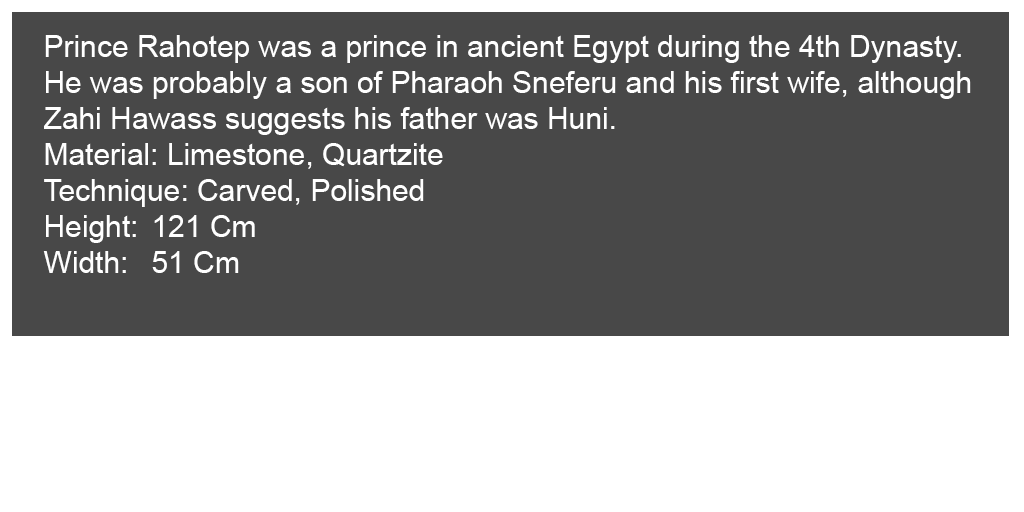 Prince Rahotep was a prince in ancient Egypt during the 4th Dynasty.
He was probably a son of Pharaoh Sneferu and his first wife, although
Zahi Hawass suggests his father was Huni.
Material: Limestone, Quartzite
Technique: Carved, Polished
Height:  121 Cm
Width:   51 Cm